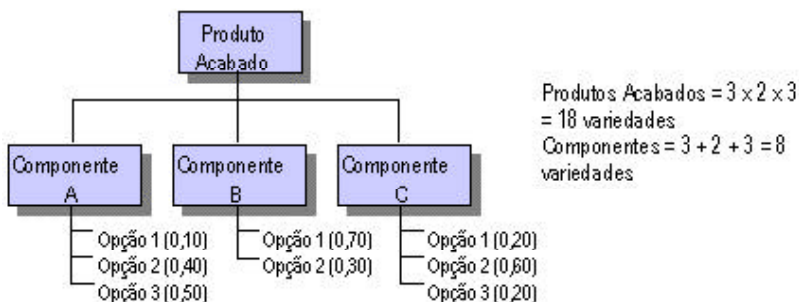 Produto
Acabado
Produtos Acabados = 3 x 2 x 3
= 18 variedades
Componentes = 3 + 2 + 3 = 8
variedades
Componente
A
Componente
B
Componente
C
Opção 1 (0,10)
Opção 2 (0,40)
Opção 3 (0,50)
Opção 1 (0,70)
Opção 2 (0,30)
Opção 1 (0,20)
Opção 2 (0,60)
Opção 3 (0,20)